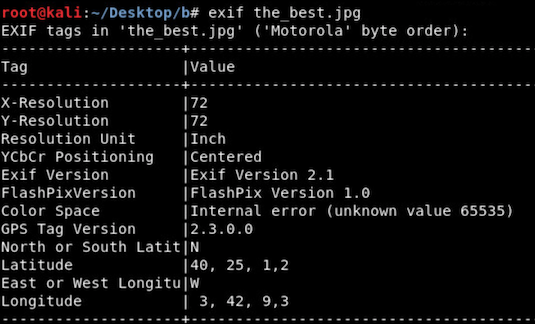 root@kali:~/Desktop/b# exif the_best.jpg
EXIF tags in 'the_best.jpg' ('Motorola' byte order):
--------------------+----------------------------------------
Tag                 |Value
--------------------+----------------------------------------
X-Resolution        |72
Y-Resolution        |72
Resolution Unit     |Inch
YCbCr Positioning   |Centered
Exif Version        |Exif Version 2.1
FlashPixVersion     |FlashPix Version 1.0
Color Space         |Internal error (unknown value 65535)
GPS Tag Version     |2.3.0.0
North or South Latit|N
Latitude            |40, 25, 1,2
East or West Longitu|W
Longitude           | 3, 42, 9,3
--------------------+----------------------------------------